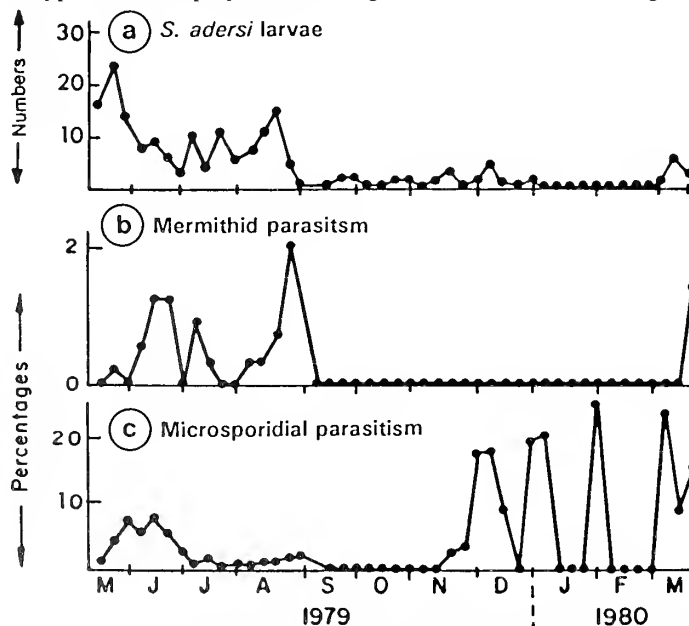 a S. adersi larvae
30
20
10
Numbers
b Mermithid parasitsm
2
0
c Microsporidial parasitism
20
10
Percentages
M J J A S O N D J F M
1979 1980